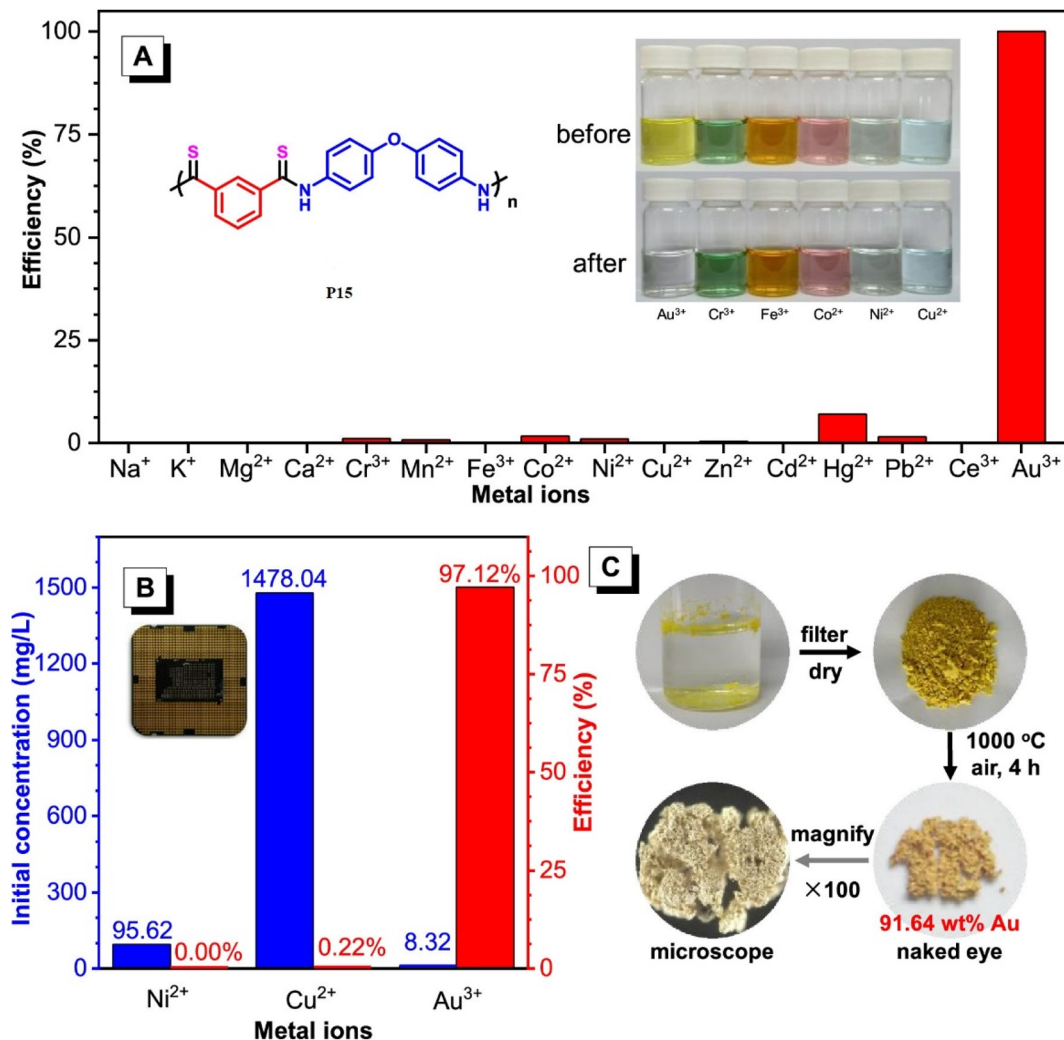 A
100
75
50
25
0
Efficiency (%)
S
S
O
N
H
N
H
n
P15
before
after
Au³⁺ Cr³⁺ Fe³⁺ Co²⁺ Ni²⁺ Cu²⁺
Na⁺ K⁺ Mg²⁺ Ca²⁺ Cr³⁺ Mn²⁺ Fe³⁺ Co²⁺ Ni²⁺ Cu²⁺ Zn²⁺ Cd²⁺ Hg²⁺ Pb²⁺ Ce³⁺ Au³⁺
Metal ions
B
1500
1200
900
600
300
0
Initial concentration (mg/L)
1478.04
97.12%
95.62
0.00%
0.22%
8.32
100
75
50
25
0
Efficiency (%)
Ni²⁺ Cu²⁺ Au³⁺
Metal ions
C
filter
dry
1000 °C
air, 4 h
magnify
×100
91.64 wt% Au
microscope
naked eye